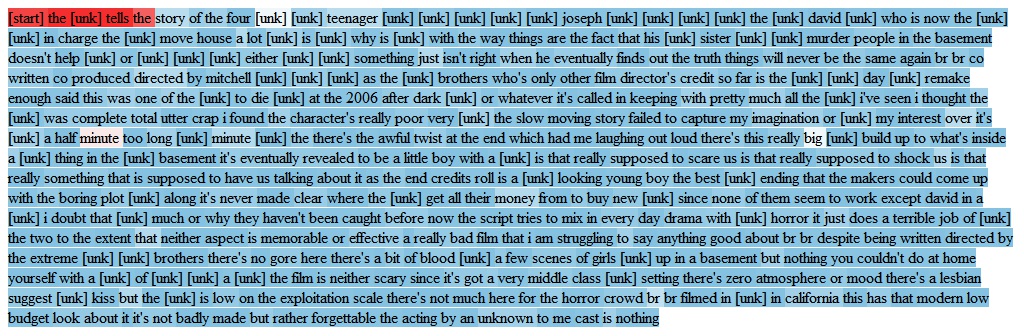 [start] the [unk] tells the story of the four [unk] [unk] teenager [unk] [unk] [unk] [unk] [unk] joseph [unk] [unk] [unk] [unk] the [unk] david [unk] who is now the [unk]
[unk] in charge the [unk] move house a lot [unk] is [unk] why is [unk] with the way things are the fact that his [unk] sister [unk] [unk] murder people in the basement
doesn't help [unk] or [unk] [unk] either [unk] [unk] something just isn't right when he eventually finds out the truth things will never be the same again br br co
written co produced directed by mitchell [unk] [unk] [unk] as the [unk] brothers who's only other film director's credit so far is the [unk] [unk] day [unk] remake
enough said this was one of the [unk] to die [unk] at the 2006 after dark [unk] or whatever it's called in keeping with pretty much all the [unk] i've seen i thought the
[unk] was complete total utter crap i found the character's really poor very [unk] the slow moving story failed to capture my imagination or [unk] my interest over it's
[unk] a half minute too long [unk] minute [unk] the there's the awful twist at the end which had me laughing out loud there's this really big [unk] build up to what's inside
a [unk] thing in the [unk] basement it's eventually revealed to be a little boy with a [unk] is that really supposed to scare us is that really supposed to shock us is that
really something that is supposed to have us talking about it as the end credits roll is a [unk] looking young boy the best [unk] ending that the makers could come up
with the boring plot [unk] along it's never made clear where the [unk] get all their money from to buy new [unk] since none of them seem to work except david in a
[unk] i doubt that [unk] much or why they haven't been caught before now the script tries to mix in every day drama with [unk] horror it just does a terrible job of [unk]
the two to the extent that neither aspect is memorable or effective a really bad film that i am struggling to say anything good about br br despite being written directed by
the extreme [unk] [unk] brothers there's no gore here there's a bit of blood [unk] a few scenes of girls [unk] up in a basement but nothing you couldn't do at home
yourself with a [unk] of [unk] [unk] a [unk] the film is neither scary since it's got a very middle class [unk] setting there's zero atmosphere or mood there's a lesbian
suggest [unk] kiss but the [unk] is low on the exploitation scale there's not much here for the horror crowd br br filmed in [unk] in california this has that modern low
budget look about it it's not badly made but rather forgettable the acting by an unknown to me cast is nothing